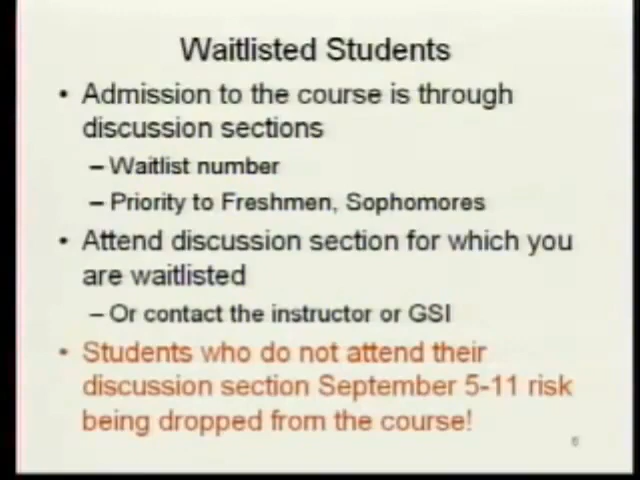 Waitlisted Students
• Admission to the course is through
discussion sections
– Waitlist number
– Priority to Freshmen, Sophomores
• Attend discussion section for which you
are waitlisted
– Or contact the instructor or GSI
• Students who do not attend their
discussion section September 5-11 risk
being dropped from the course!
6